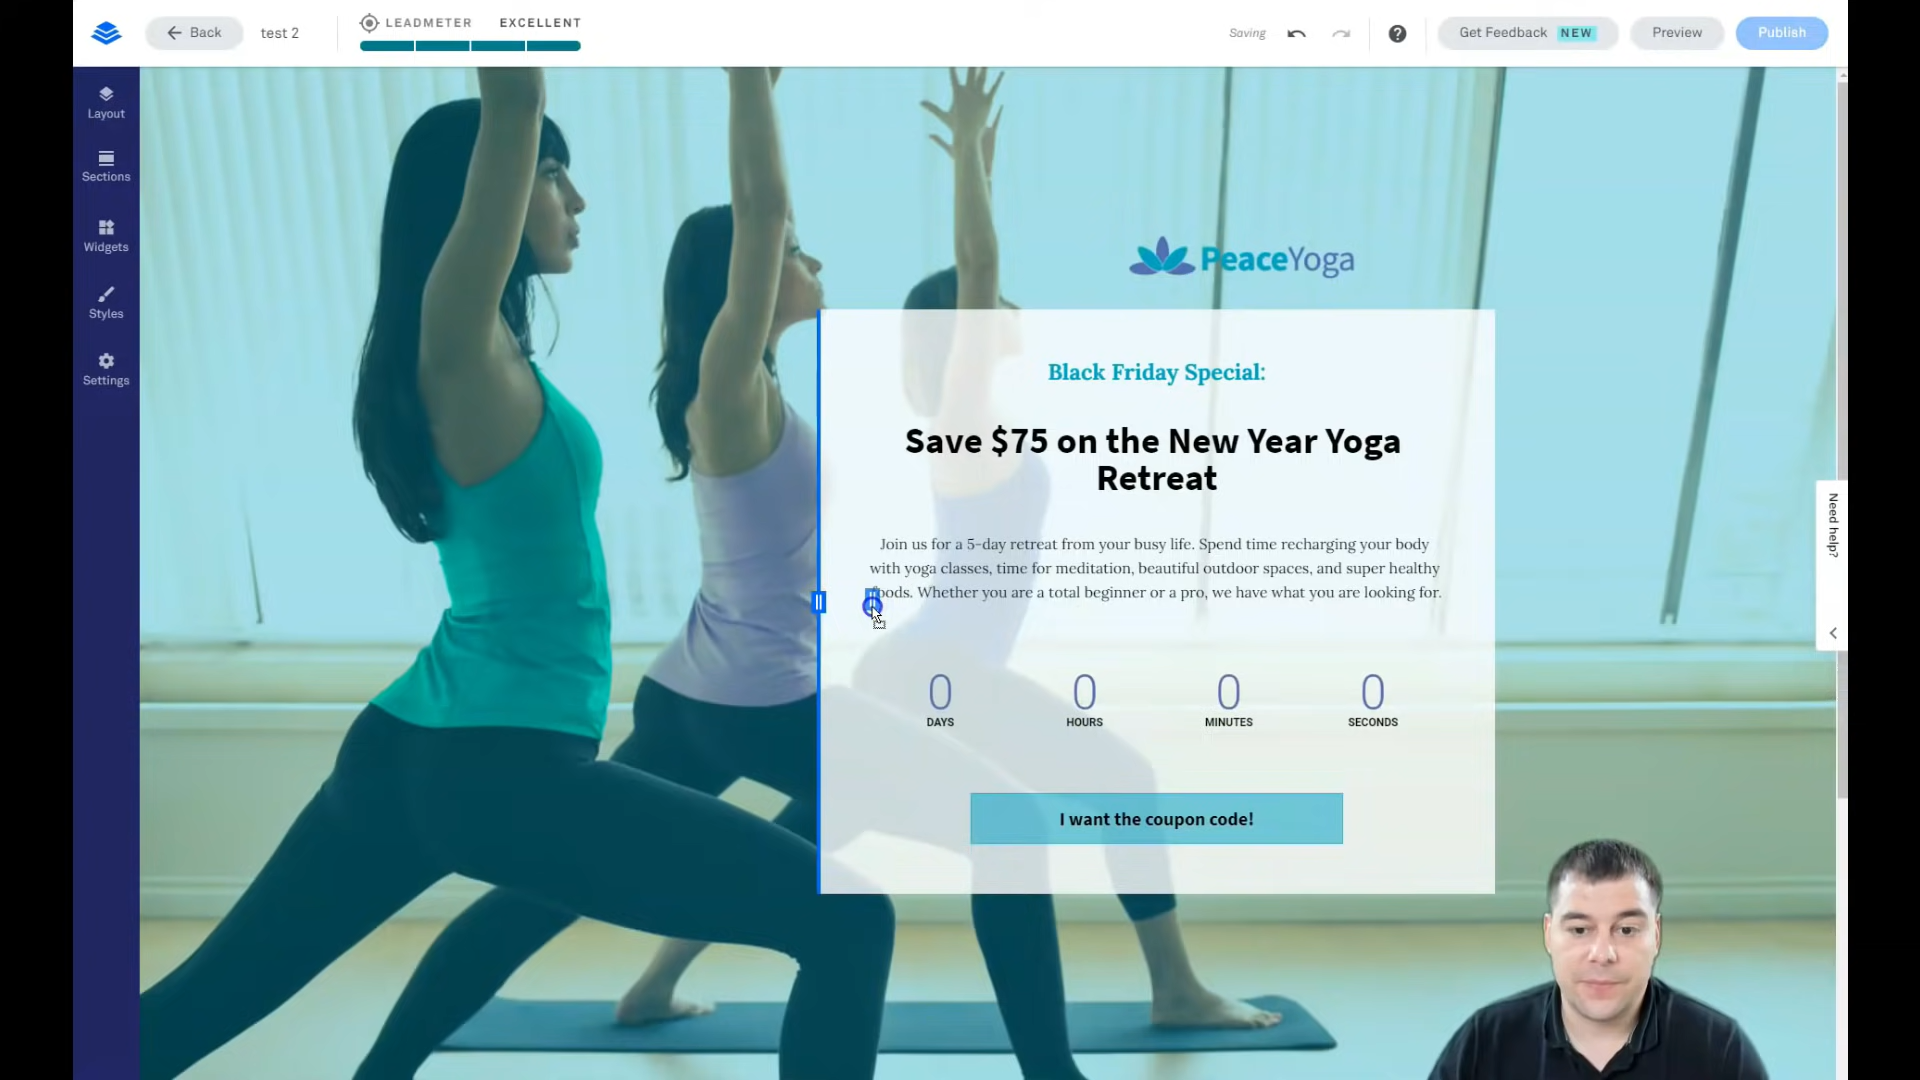 Back
test 2
LEADMETER EXCELLENT
Saving
Get Feedback NEW
Preview
Publish
Layout
Sections
Widgets
Styles
Settings
PeaceYoga
Black Friday Special:
Save $75 on the New Year Yoga
Retreat
Join us for a 5-day retreat from your busy life. Spend time recharging your body
with yoga classes, time for meditation, beautiful outdoor spaces, and super healthy
foods. Whether you are a total beginner or a pro, we have what you are looking for.
0 0 0 0
DAYS HOURS MINUTES SECONDS
I want the coupon code!
Need help?